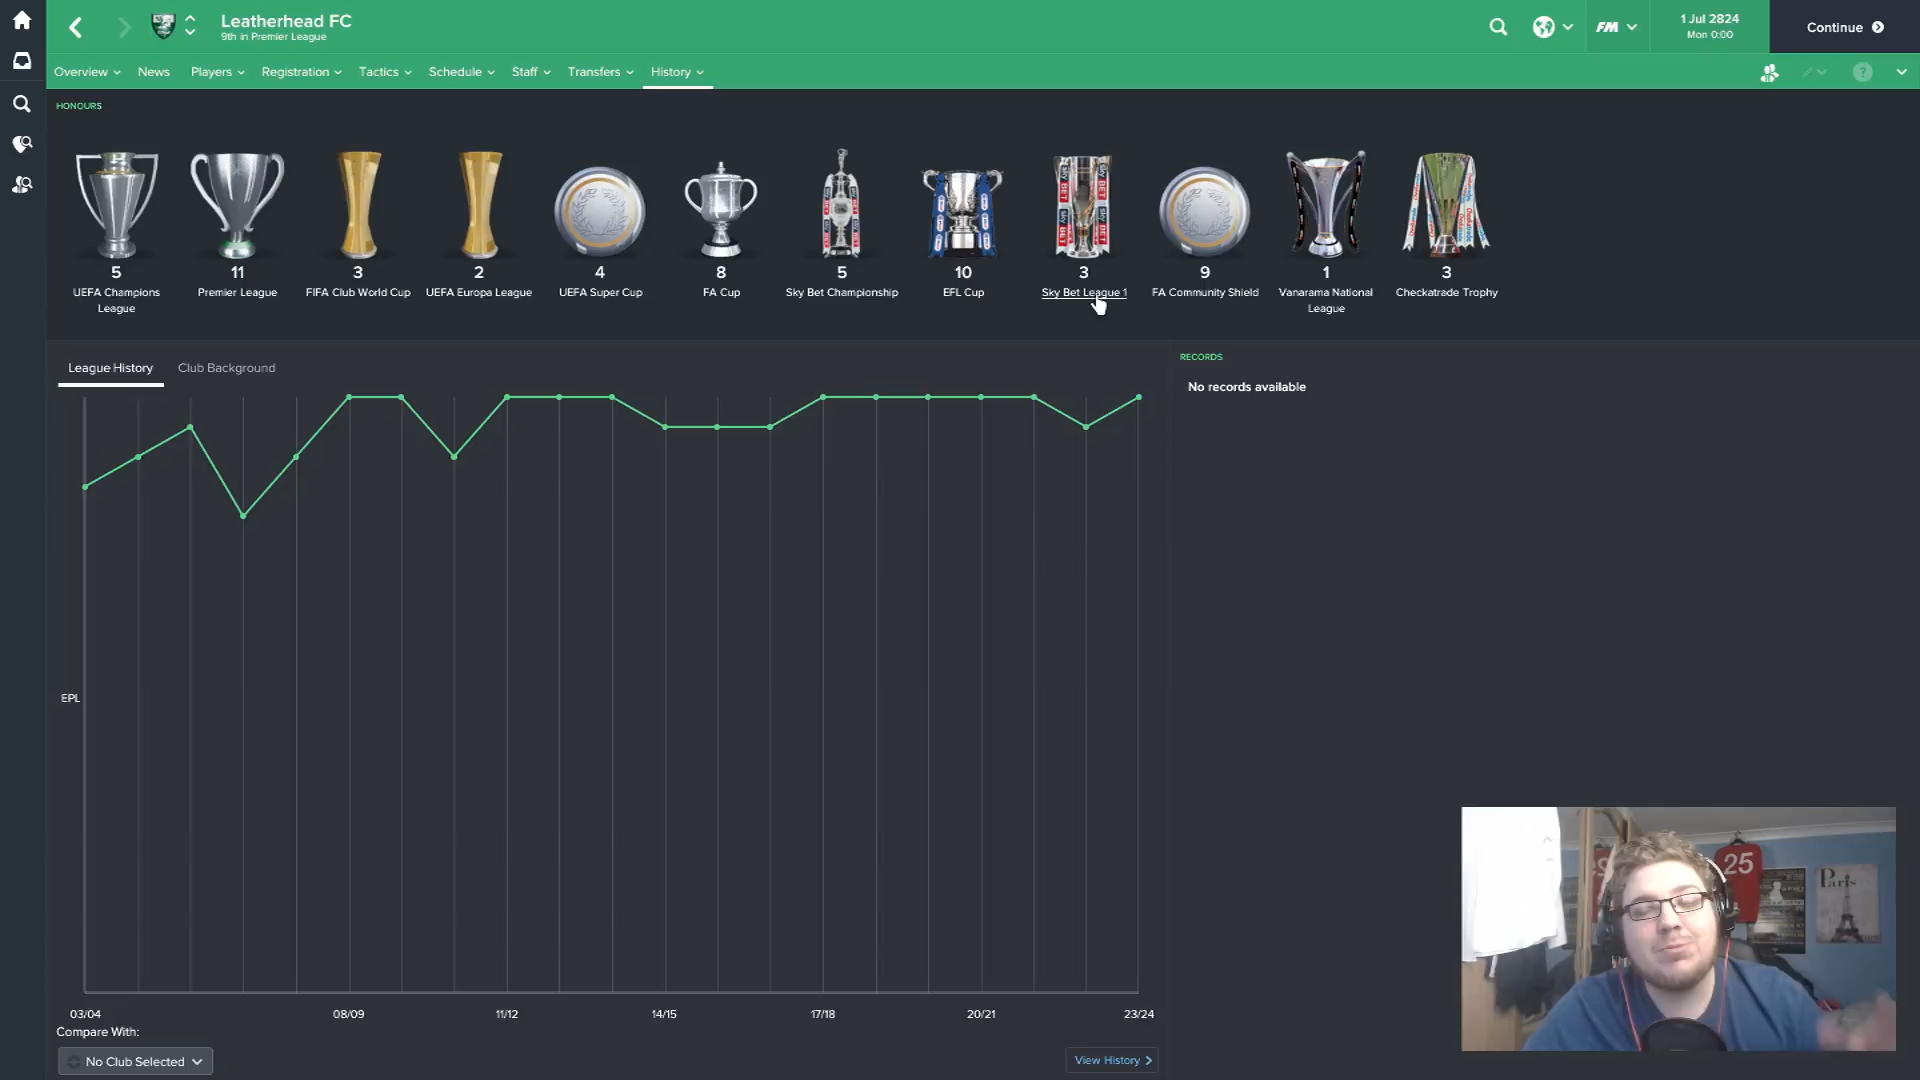 Leatherhead FC
9th in Premier League
FM
1 Jul 2824
Mon 0:00
Continue
Overview
News
Players
Registration
Tactics
Schedule
Staff
Transfers
History
HONOURS
5
UEFA Champions
League
11
Premier League
3
FIFA Club World Cup
2
UEFA Europa League
4
UEFA Super Cup
8
FA Cup
5
Sky Bet Championship
10
EFL Cup
3
Sky Bet League 1
9
FA Community Shield
1
Vanarama National
League
3
Checkatrade Trophy
League History
Club Background
RECORDS
No records available
EPL
03/04
08/09
11/12
14/15
17/18
20/21
23/24
Compare With:
No Club Selected
View History
25
Paris